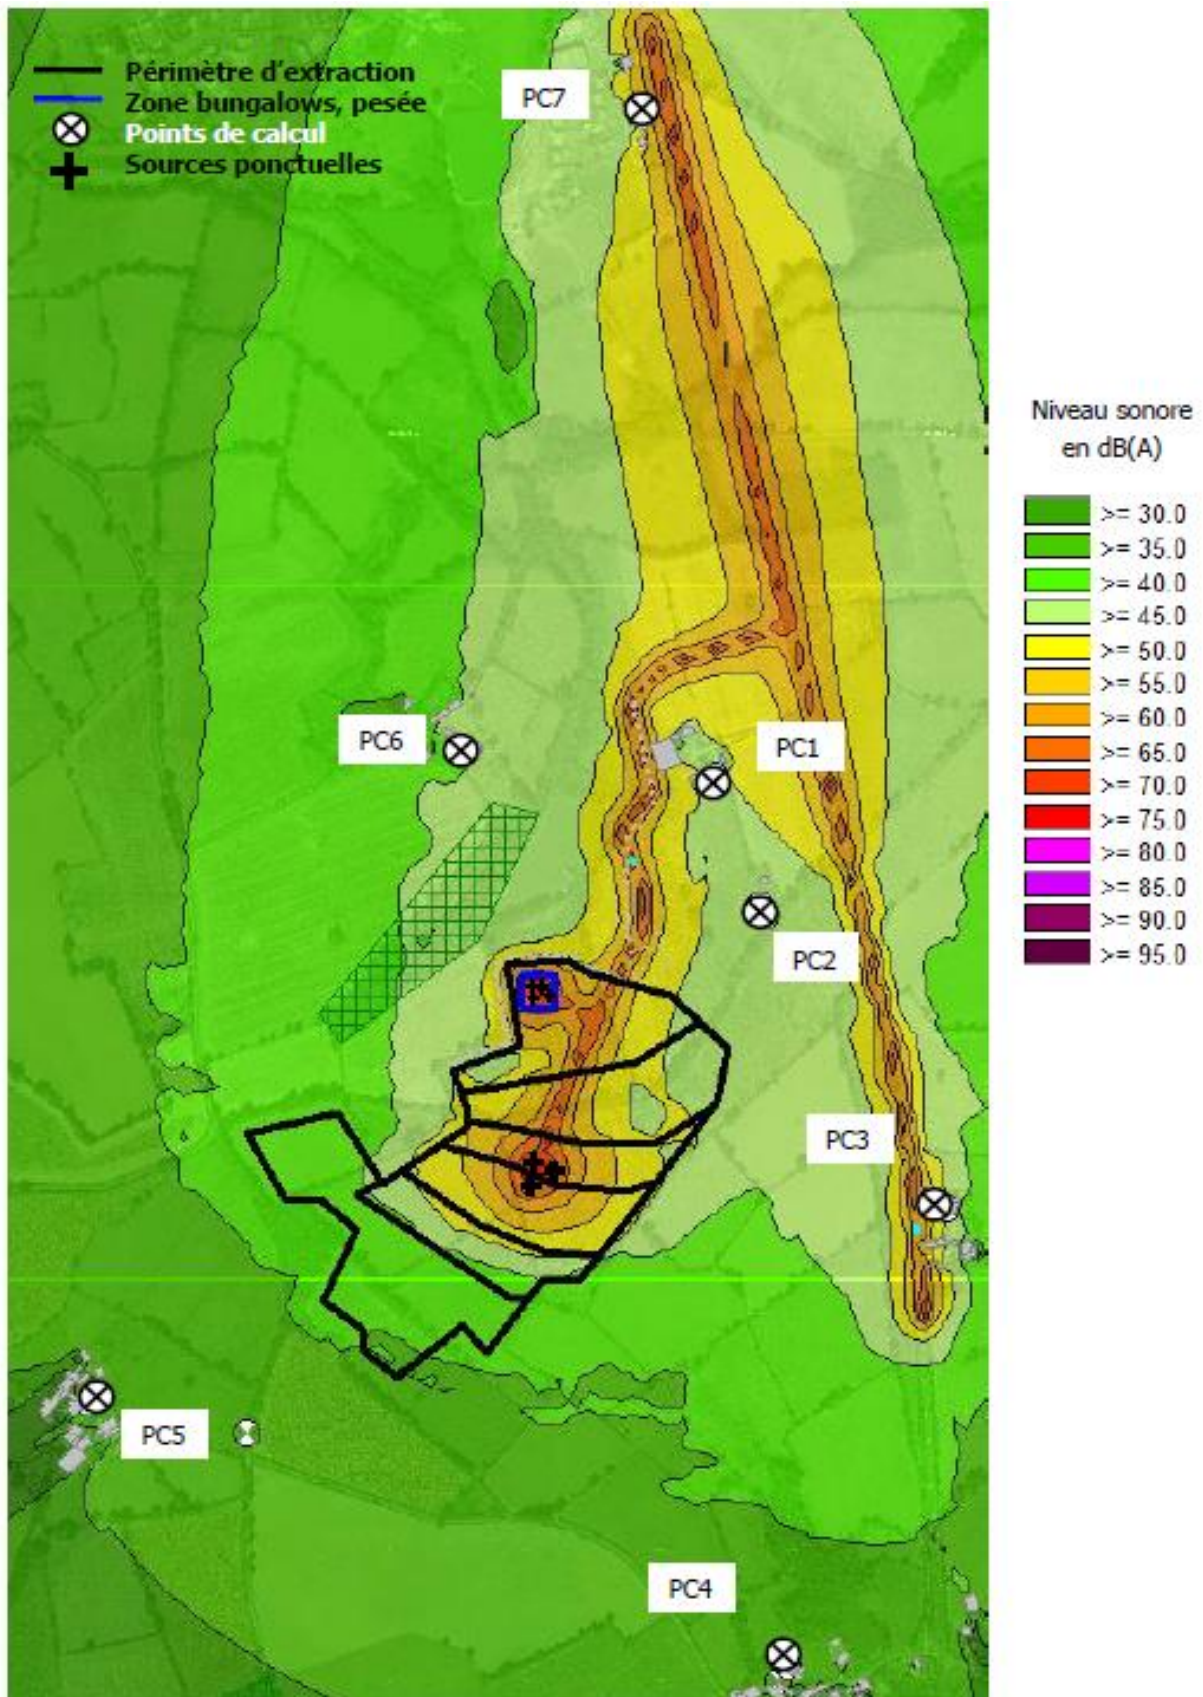 Périmètre d'extraction
Zone bungalows, pesée
Points de calcul
Sources ponctuelles
PC7
Niveau sonore
en dB(A)
>= 30.0
>= 35.0
>= 40.0
>= 45.0
>= 50.0
>= 55.0
>= 60.0
>= 65.0
>= 70.0
>= 75.0
>= 80.0
>= 85.0
>= 90.0
>= 95.0
PC6
PC1
PC2
PC3
PC5
PC4